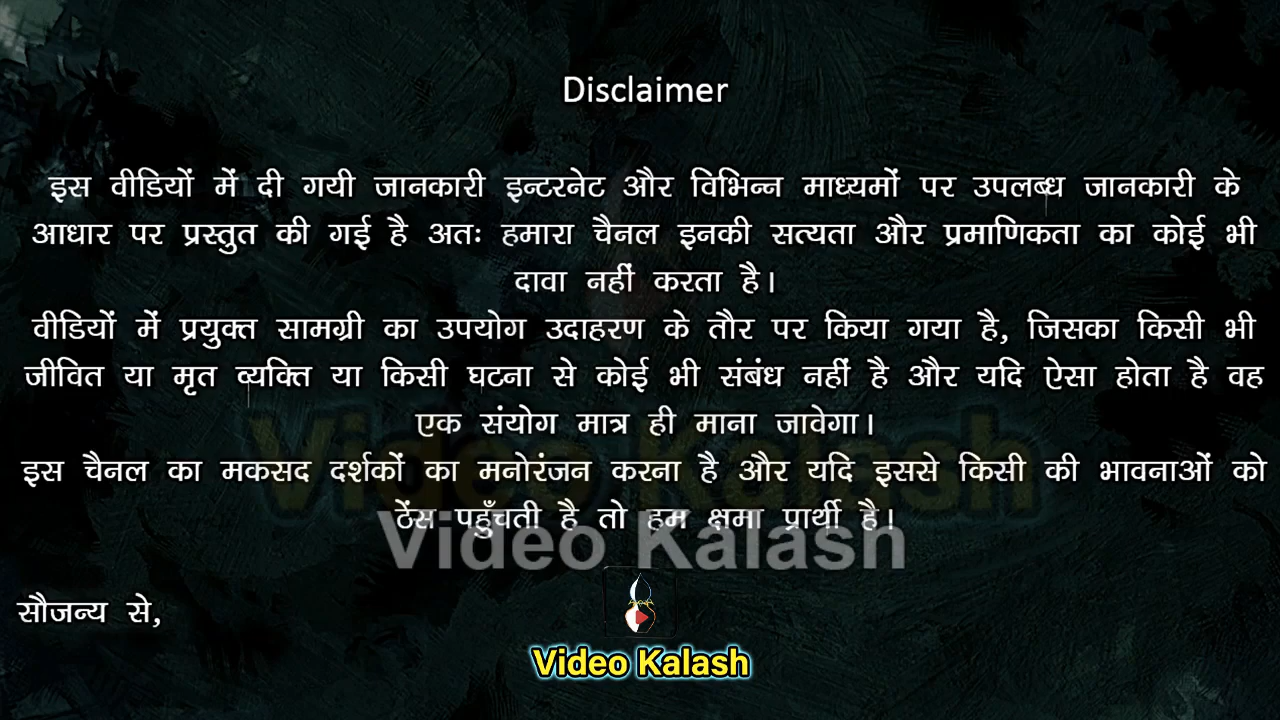 Disclaimer
इस वीडियों में दी गयी जानकारी इन्टरनेट और विभिन्न माध्यमों पर उपलब्ध जानकारी के
आधार पर प्रस्तुत की गई है अतः हमारा चैनल इनकी सत्यता और प्रमाणिकता का कोई भी
दावा नहीं करता है।
वीडियों में प्रयुक्त सामग्री का उपयोग उदाहरण के तौर पर किया गया है, जिसका किसी भी
जीवित या मृत व्यक्ति या किसी घटना से कोई भी संबंध नहीं है और यदि ऐसा होता है वह
एक संयोग मात्र ही माना जावेगा।
Video Kalash
इस चैनल का मकसद दर्शकों का मनोरंजन करना है और यदि इससे किसी की भावनाओं को
ठेंस पहुँचती है तो हम क्षमा प्रार्थी है।
Video Kalash
सौजन्य से,
Video Kalash